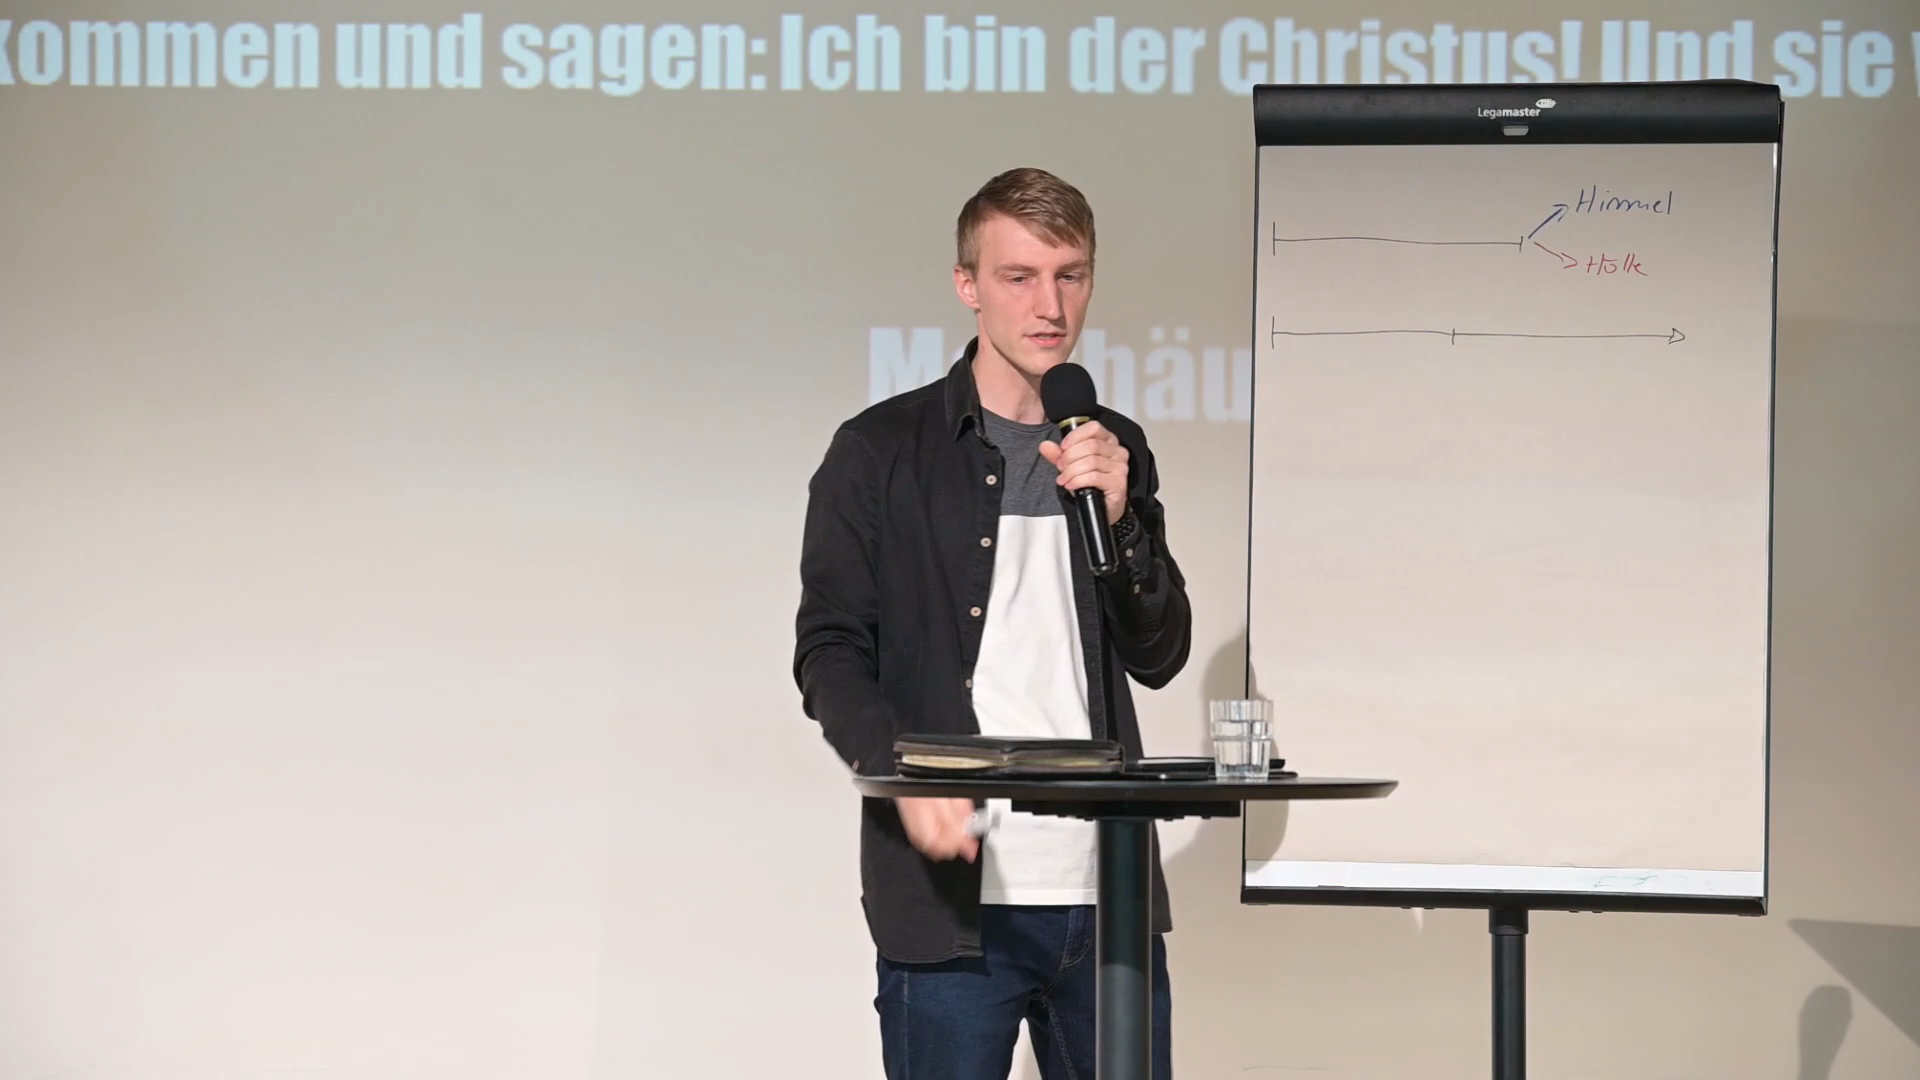 kommen und sagen: Ich bin der Christus! Und sie
Legamaster
Himmel
Hölle